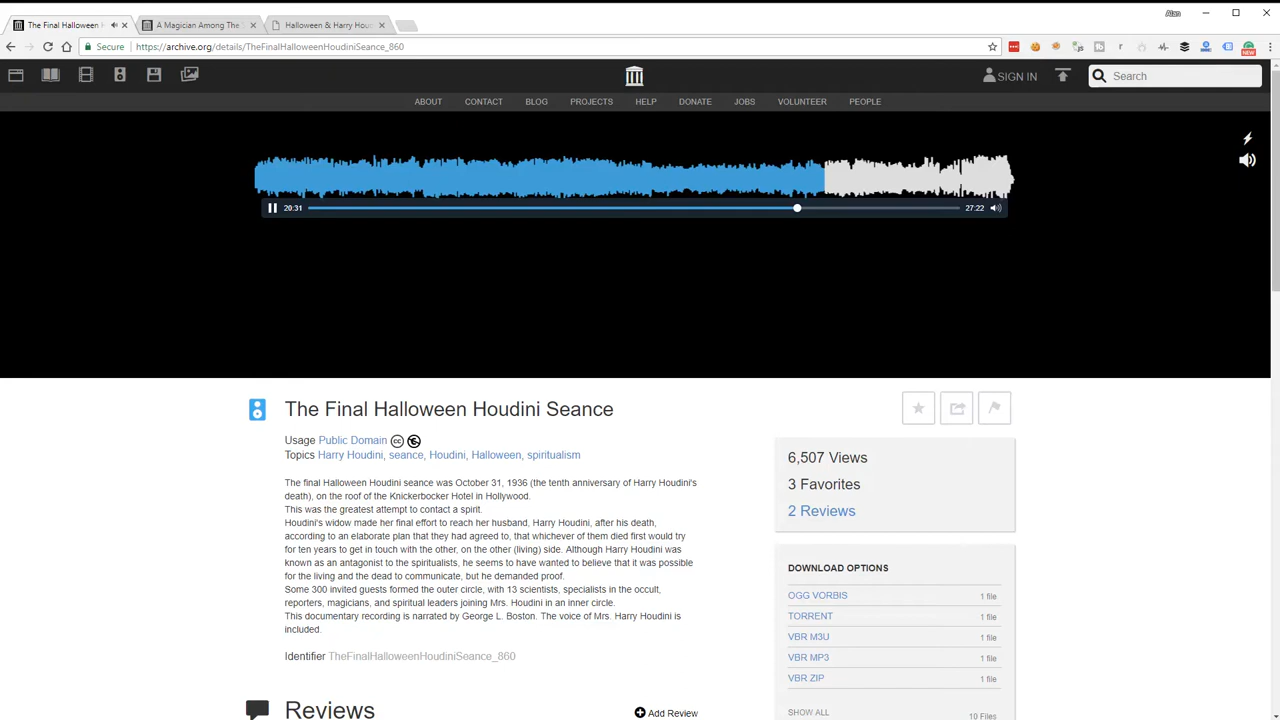 Alan
The Final Halloween H
A Magician Among The
Halloween & Harry Hou
Secure
https://archive.org/details/TheFinalHalloweenHoudiniSeance_860
NEW
SIGN IN
Search
ABOUT CONTACT BLOG PROJECTS HELP DONATE JOBS VOLUNTEER PEOPLE
20:31
27:22
The Final Halloween Houdini Seance
Usage Public Domain
Topics Harry Houdini, seance, Houdini, Halloween, spiritualism
The final Halloween Houdini seance was October 31, 1936 (the tenth anniversary of Harry Houdini's
death), on the roof of the Knickerbocker Hotel in Hollywood.
This was the greatest attempt to contact a spirit.
Houdini's widow made her final effort to reach her husband, Harry Houdini, after his death,
according to an elaborate plan that they had agreed to, that whichever of them died first would try
for ten years to get in touch with the other, on the other (living) side. Although Harry Houdini was
known as an antagonist to the spiritualists, he seems to have wanted to believe that it was possible
for the living and the dead to communicate, but he demanded proof.
Some 300 invited guests formed the outer circle, with 13 scientists, specialists in the occult,
reporters, magicians, and spiritual leaders joining Mrs. Houdini in an inner circle.
This documentary recording is narrated by George L. Boston. The voice of Mrs. Harry Houdini is
included.
Identifier TheFinalHalloweenHoudiniSeance_860
Reviews
Add Review
6,507 Views
3 Favorites
2 Reviews
DOWNLOAD OPTIONS
OGG VORBIS 1 file
TORRENT 1 file
VBR M3U 1 file
VBR MP3 1 file
VBR ZIP 1 file
SHOW ALL 10 Files